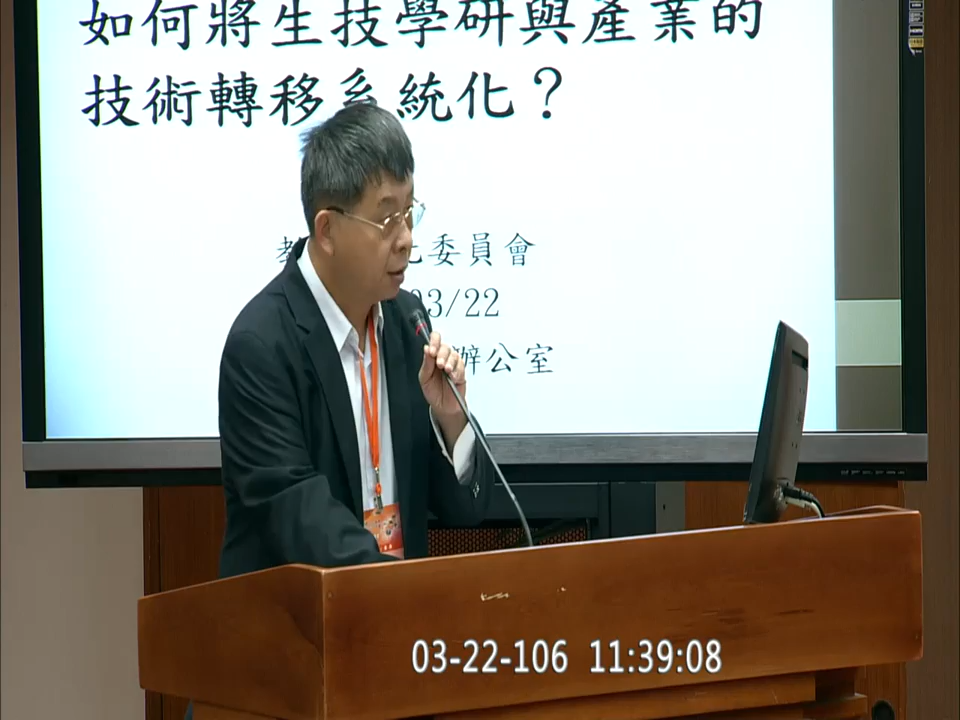 如何將生技學研與產業的
技術轉移系統化？
委員會
03/22
辦公室
03-22-106 11:39:08